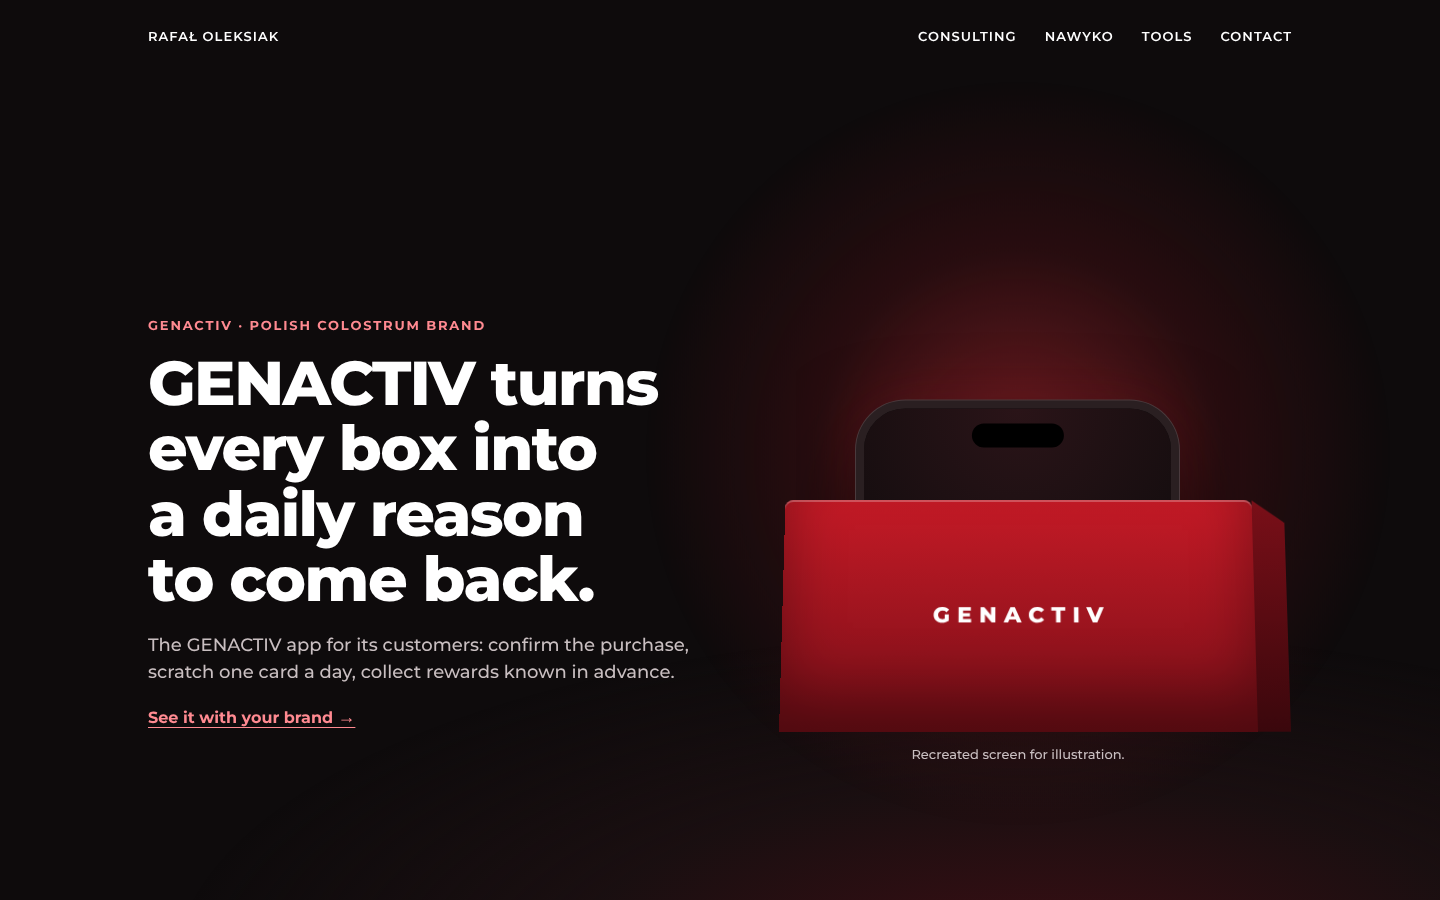 RAFAŁ OLEKSIAK
CONSULTING NAWYKO TOOLS CONTACT
GENACTIV · POLISH COLOSTRUM BRAND
GENACTIV turns
every box into
a daily reason
to come back.
The GENACTIV app for its customers: confirm the purchase,
scratch one card a day, collect rewards known in advance.
See it with your brand →
GENACTIV
Recreated screen for illustration.